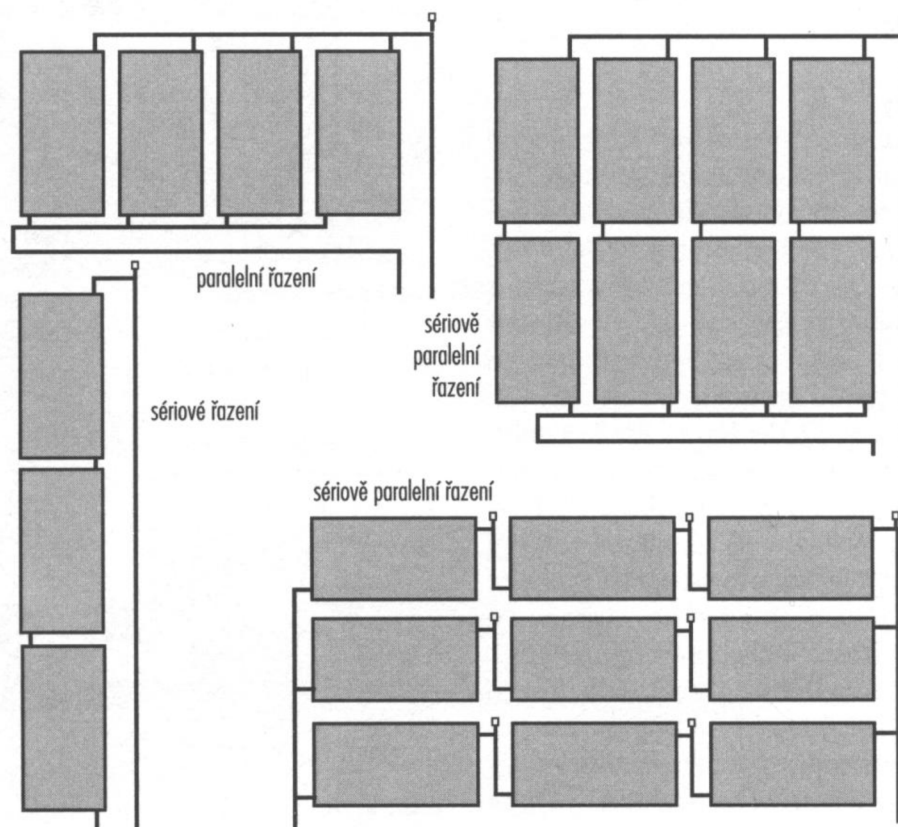 paralelní řazení
sériově
paralelní
řazení
sériové řazení
sériově paralelní řazení